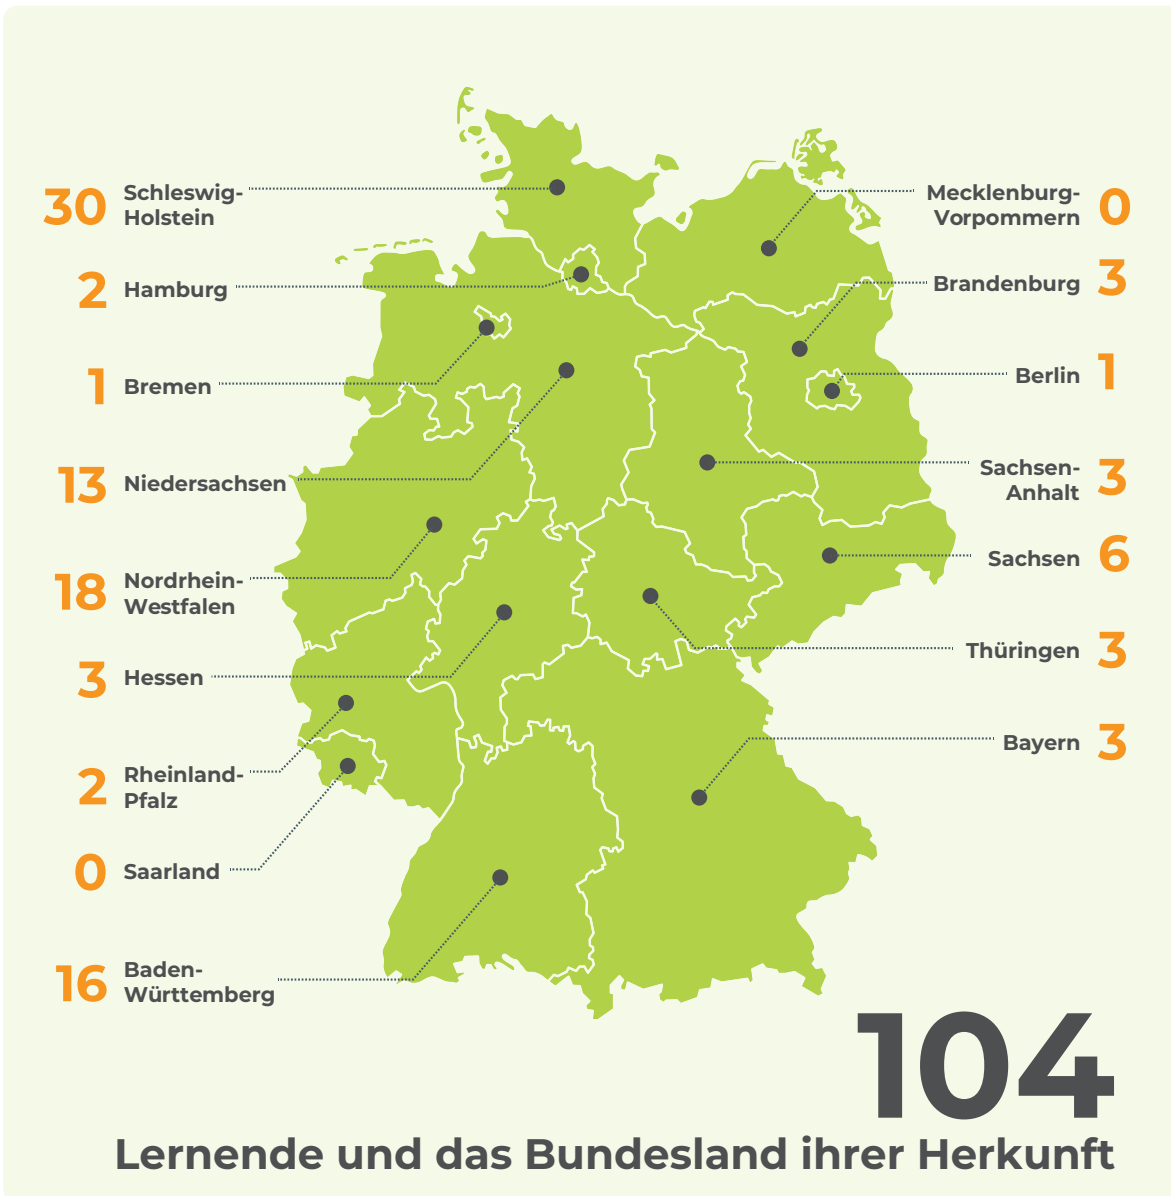 30
Schleswig-
Holstein
2
Hamburg
1
Bremen
13
Niedersachsen
18
Nordrhein-
Westfalen
3
Hessen
2
Rheinland-
Pfalz
0
Saarland
16
Baden-
Württemberg
Mecklenburg-
Vorpommern
0
Brandenburg
3
Berlin
1
Sachsen-
Anhalt
3
Sachsen
6
Thüringen
3
Bayern
3
104
Lernende und das Bundesland ihrer Herkunft